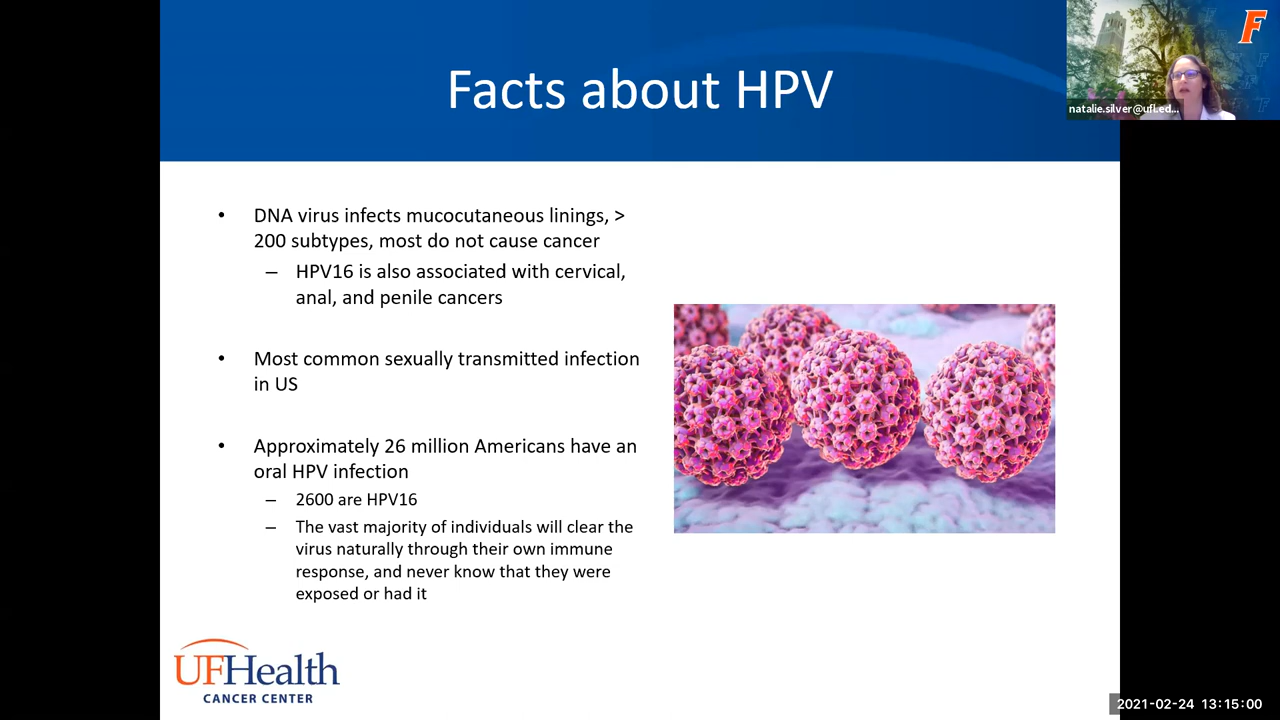 Facts about HPV
F
natalie.silver@ufl.ed...
• DNA virus infects mucocutaneous linings, >
200 subtypes, most do not cause cancer
– HPV16 is also associated with cervical,
anal, and penile cancers
• Most common sexually transmitted infection
in US
• Approximately 26 million Americans have an
oral HPV infection
– 2600 are HPV16
– The vast majority of individuals will clear the
virus naturally through their own immune
response, and never know that they were
exposed or had it
UFHealth
CANCER CENTER
2021-02-24 13:15:00